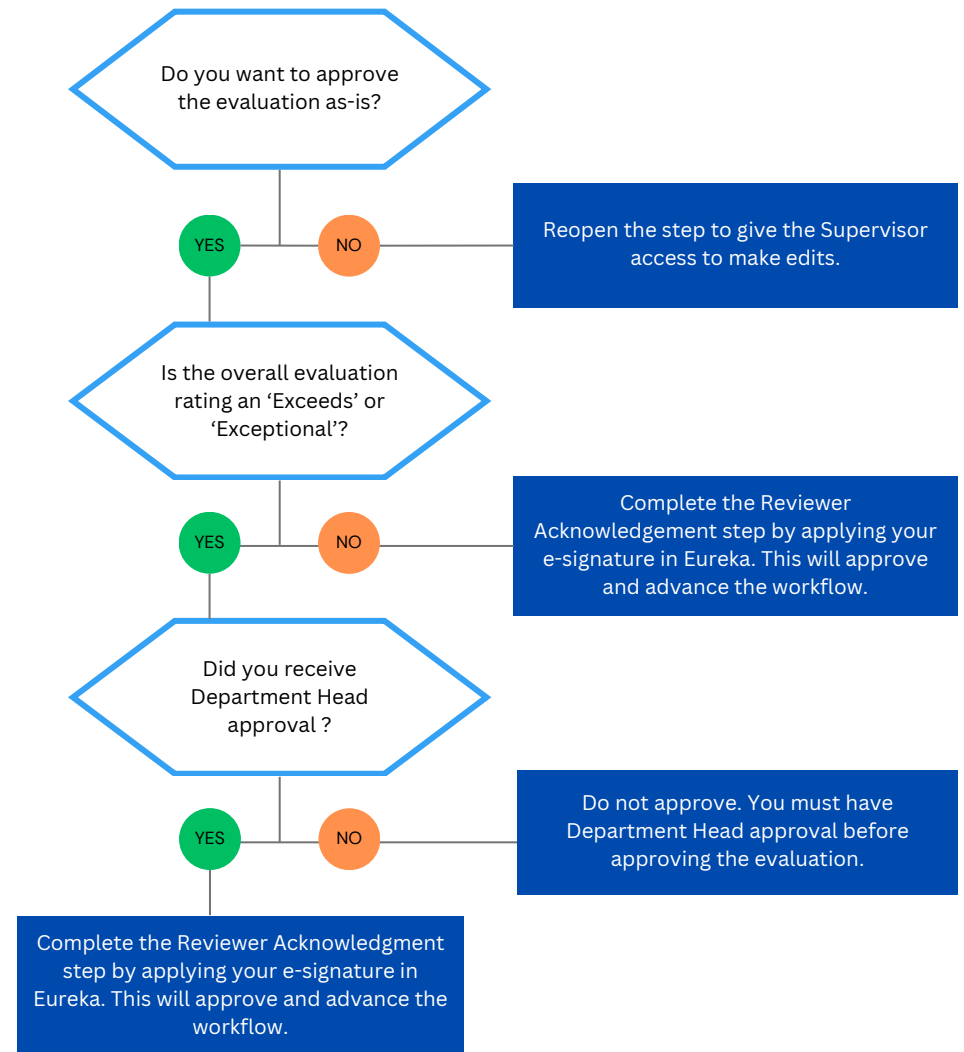 Do you want to approve
the evaluation as-is?
YES
NO
Reopen the step to give the Supervisor
access to make edits.
Is the overall evaluation
rating an ‘Exceeds’ or
‘Exceptional’?
YES
NO
Complete the Reviewer
Acknowledgement step by applying your
e-signature in Eureka. This will approve
and advance the workflow.
Did you receive
Department Head
approval ?
YES
NO
Do not approve. You must have
Department Head approval before
approving the evaluation.
Complete the Reviewer Acknowledgment
step by applying your e-signature in
Eureka. This will approve and advance the
workflow.